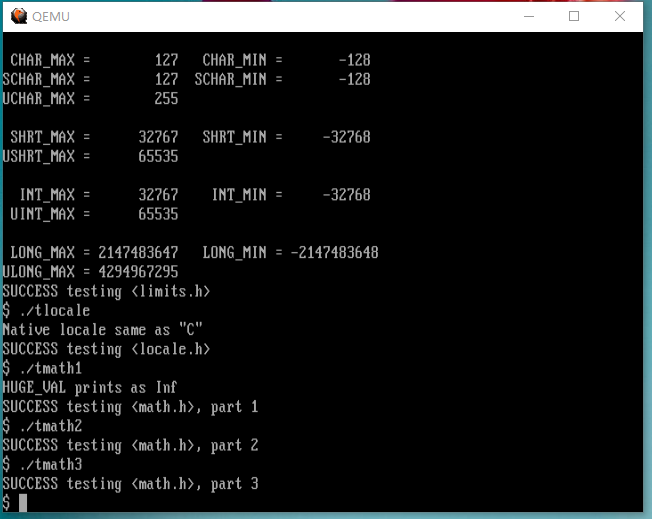 QEMU
CHAR_MAX =        127   CHAR_MIN =       -128
SCHAR_MAX =        127  SCHAR_MIN =       -128
UCHAR_MAX =        255
SHRT_MAX =      32767   SHRT_MIN =     -32768
USHRT_MAX =      65535
INT_MAX =      32767    INT_MIN =     -32768
UINT_MAX =      65535
LONG_MAX = 2147483647   LONG_MIN = -2147483648
ULONG_MAX = 4294967295
SUCCESS testing <limits.h>
$ ./tlocale
Native locale same as "C"
SUCCESS testing <locale.h>
$ ./tmath1
HUGE_VAL prints as Inf
SUCCESS testing <math.h>, part 1
$ ./tmath2
SUCCESS testing <math.h>, part 2
$ ./tmath3
SUCCESS testing <math.h>, part 3
$